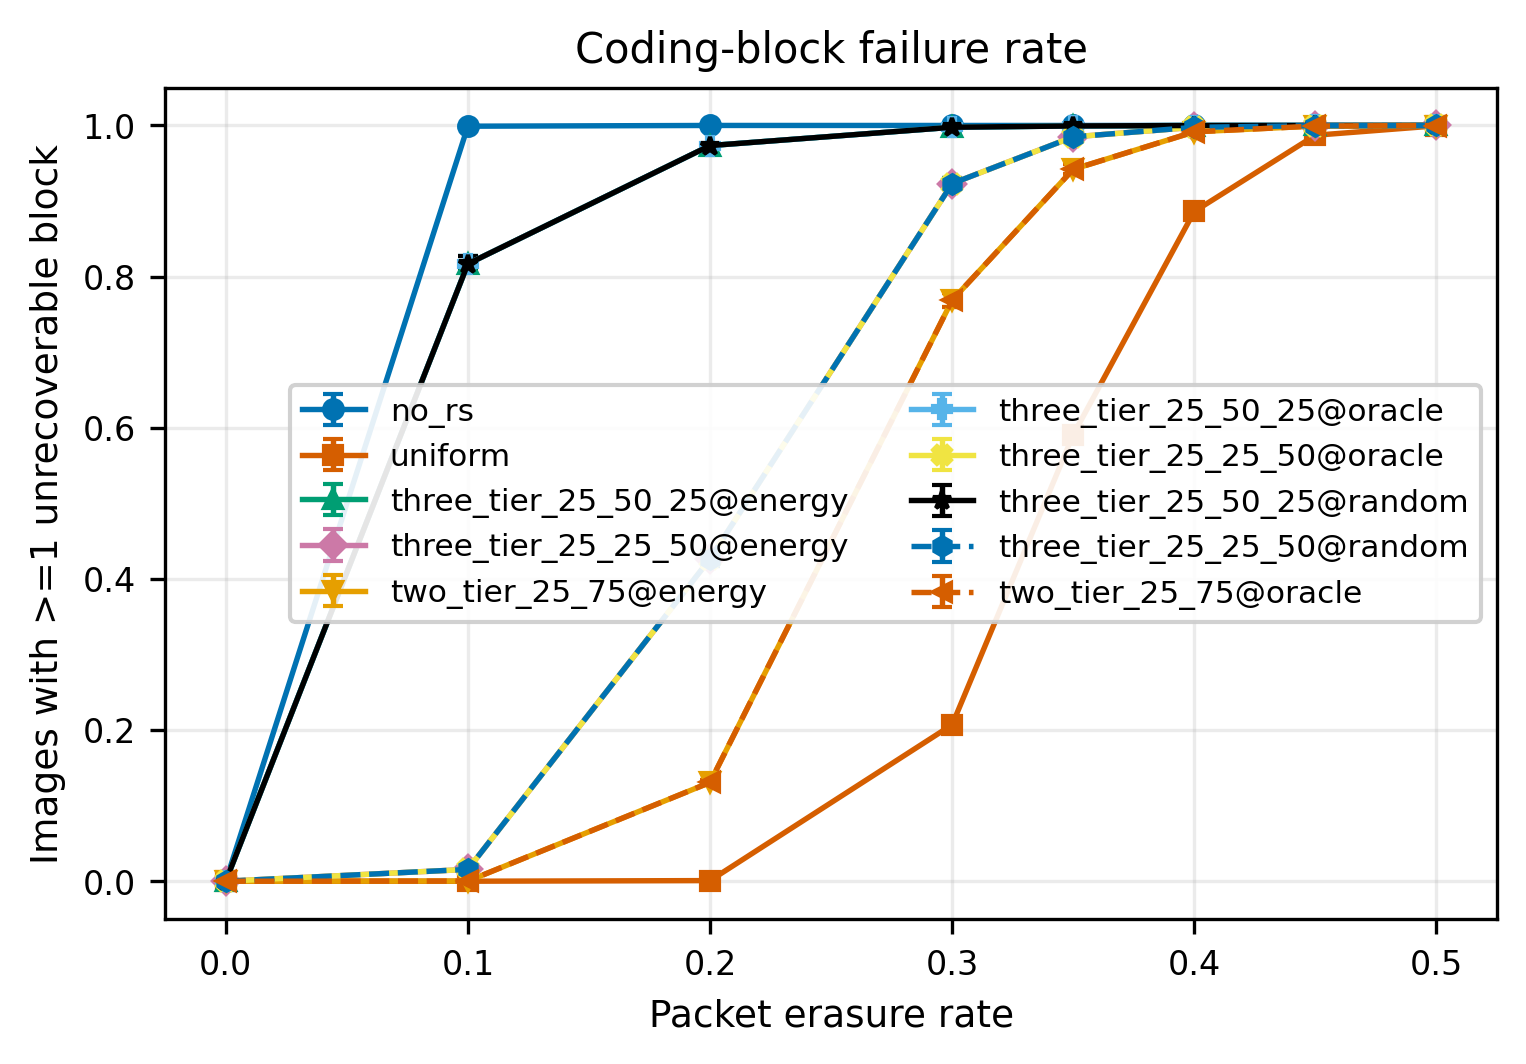 Coding-block failure rate
Images with >=1 unrecoverable block
1.0
0.8
0.6
0.4
0.2
0.0
no_rs
uniform
three_tier_25_50_25@energy
three_tier_25_25_50@energy
two_tier_25_75@energy
three_tier_25_50_25@oracle
three_tier_25_25_50@oracle
three_tier_25_50_25@random
three_tier_25_25_50@random
two_tier_25_75@oracle
0.0 0.1 0.2 0.3 0.4 0.5
Packet erasure rate